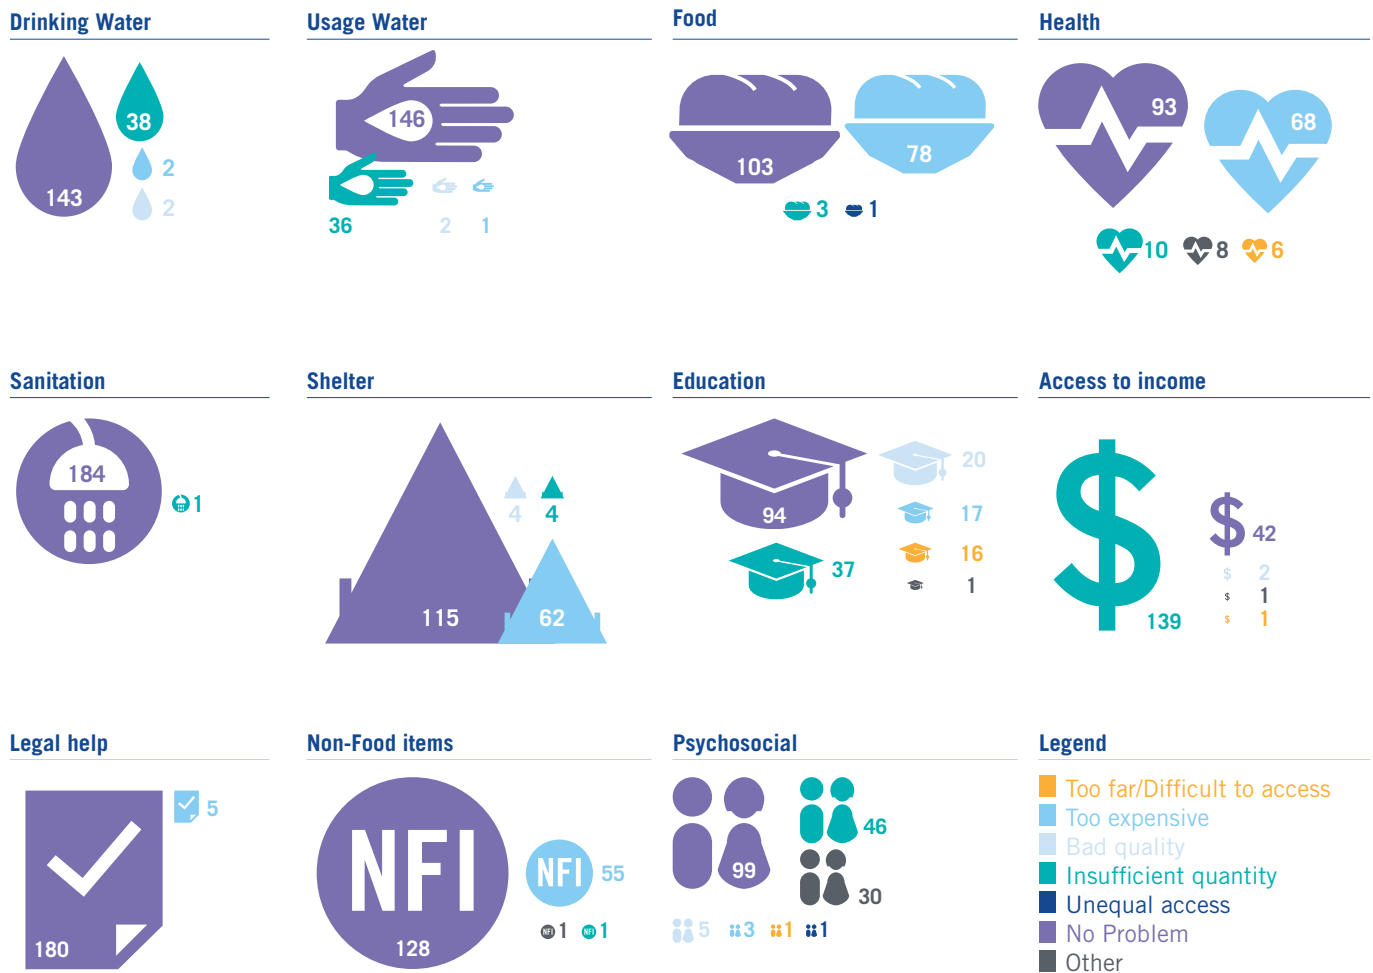 Drinking Water
143
38
2
2
Usage Water
146
36
2
1
Food
103
78
3
1
Health
93
68
10
8
6
Sanitation
184
1
Shelter
115
4
4
62
Education
94
37
20
17
16
1
Access to income
$
139
$ 42
$ 2
$ 1
$ 1
Legal help
180
5
Non-Food items
NFI
128
NFI 55
NFI 1
NFI 1
Psychosocial
99
46
30
5
3
1
1
Legend
Too far/Difficult to access
Too expensive
Bad quality
Insufficient quantity
Unequal access
No Problem
Other